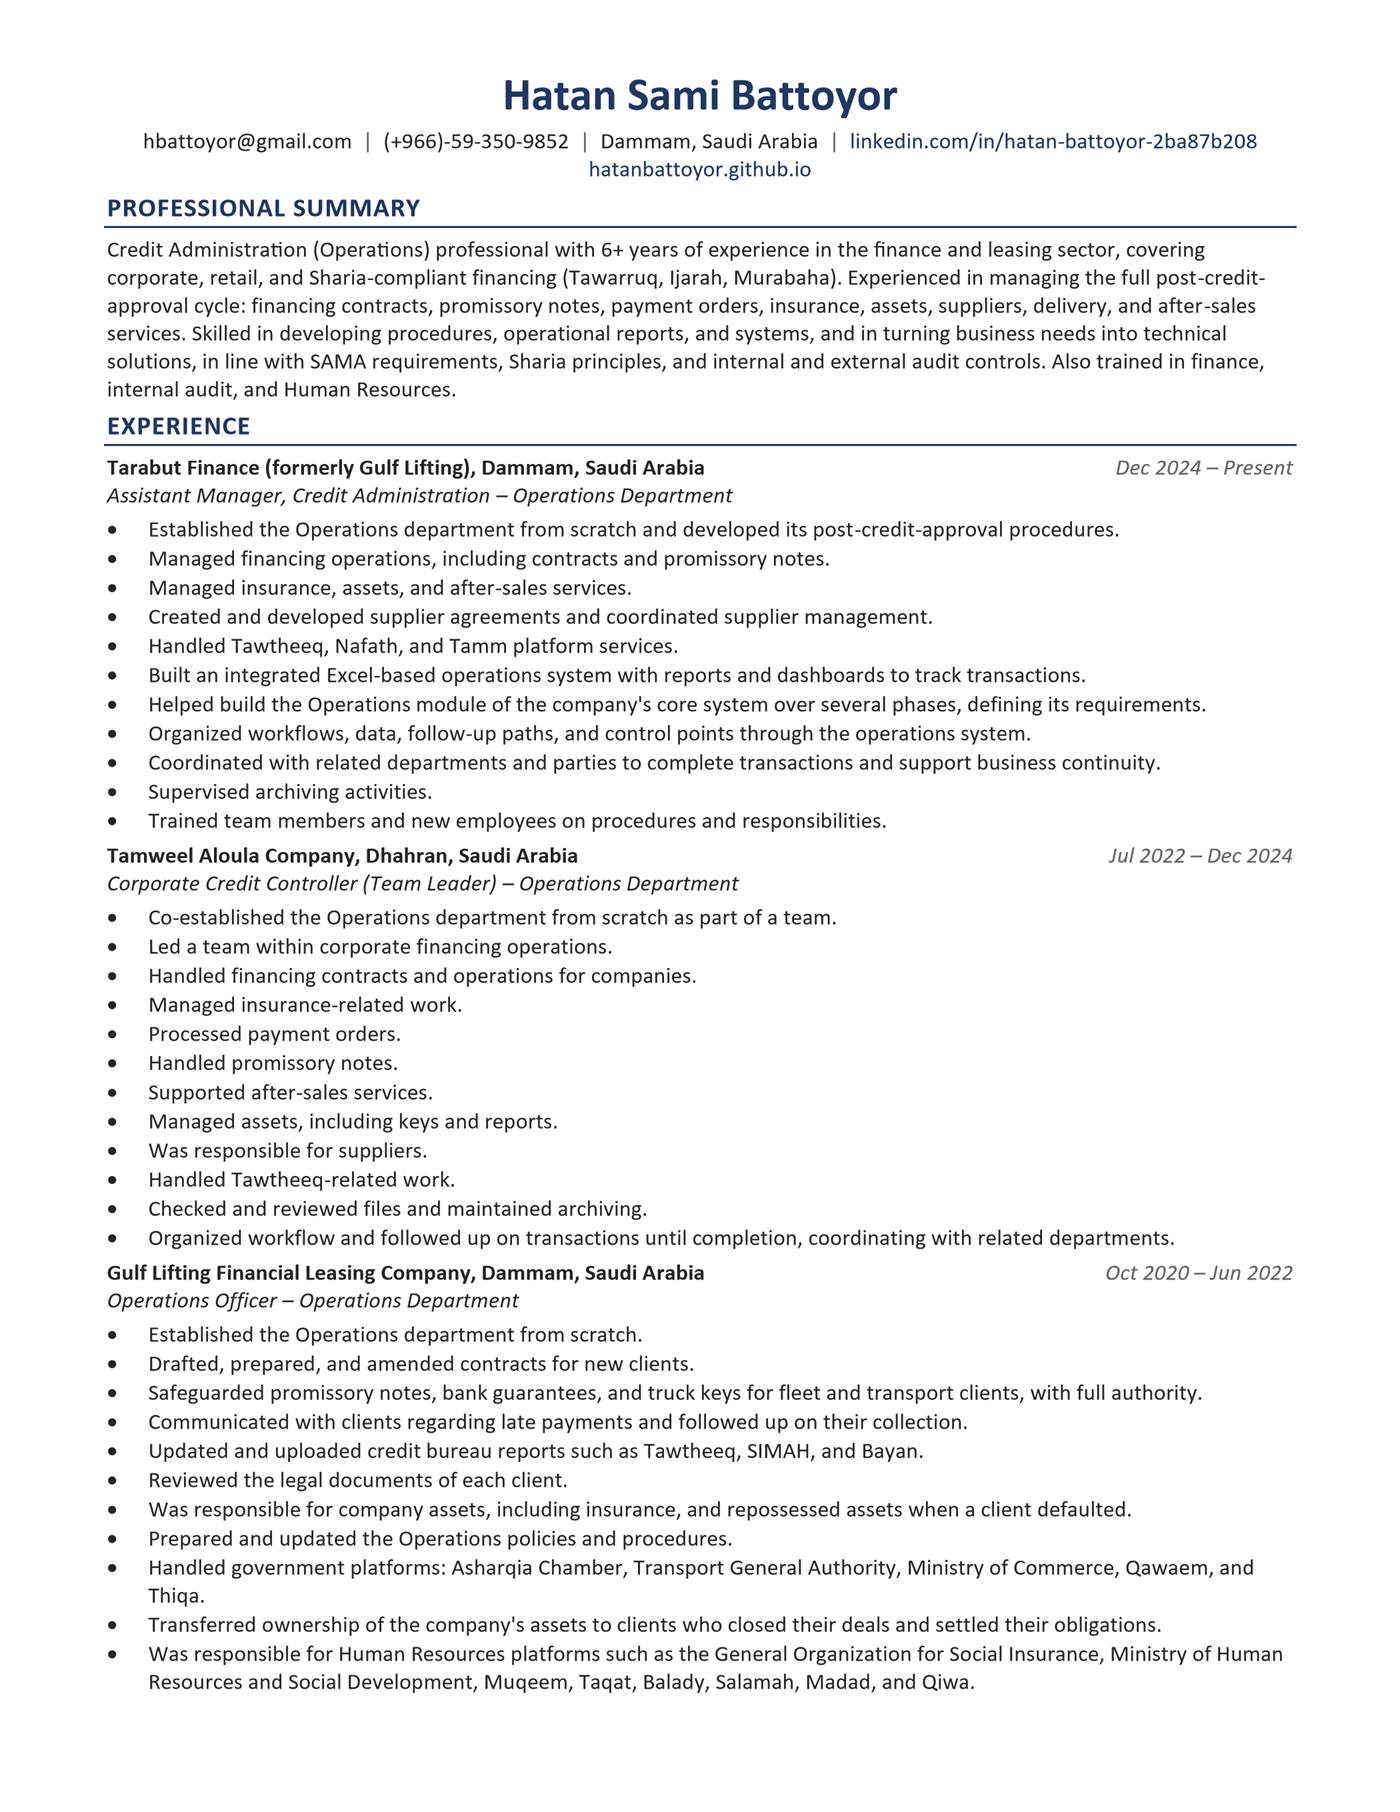 Hatan Sami Battoyor
hbattoyor@gmail.com | (+966)-59-350-9852 | Dammam, Saudi Arabia | linkedin.com/in/hatan-battoyor-2ba87b208
hatanbattoyor.github.io
PROFESSIONAL SUMMARY
Credit Administration (Operations) professional with 6+ years of experience in the finance and leasing sector, covering
corporate, retail, and Sharia-compliant financing (Tawarruq, Ijarah, Murabaha). Experienced in managing the full post-credit-
approval cycle: financing contracts, promissory notes, payment orders, insurance, assets, suppliers, delivery, and after-sales
services. Skilled in developing procedures, operational reports, and systems, and in turning business needs into technical
solutions, in line with SAMA requirements, Sharia principles, and internal and external audit controls. Also trained in finance,
internal audit, and Human Resources.
EXPERIENCE
Tarabut Finance (formerly Gulf Lifting), Dammam, Saudi Arabia Dec 2024 – Present
Assistant Manager, Credit Administration – Operations Department
• Established the Operations department from scratch and developed its post-credit-approval procedures.
• Managed financing operations, including contracts and promissory notes.
• Managed insurance, assets, and after-sales services.
• Created and developed supplier agreements and coordinated supplier management.
• Handled Tawtheeq, Nafath, and Tamm platform services.
• Built an integrated Excel-based operations system with reports and dashboards to track transactions.
• Helped build the Operations module of the company's core system over several phases, defining its requirements.
• Organized workflows, data, follow-up paths, and control points through the operations system.
• Coordinated with related departments and parties to complete transactions and support business continuity.
• Supervised archiving activities.
• Trained team members and new employees on procedures and responsibilities.
Tamweel Aloula Company, Dhahran, Saudi Arabia Jul 2022 – Dec 2024
Corporate Credit Controller (Team Leader) – Operations Department
• Co-established the Operations department from scratch as part of a team.
• Led a team within corporate financing operations.
• Handled financing contracts and operations for companies.
• Managed insurance-related work.
• Processed payment orders.
• Handled promissory notes.
• Supported after-sales services.
• Managed assets, including keys and reports.
• Was responsible for suppliers.
• Handled Tawtheeq-related work.
• Checked and reviewed files and maintained archiving.
• Organized workflow and followed up on transactions until completion, coordinating with related departments.
Gulf Lifting Financial Leasing Company, Dammam, Saudi Arabia Oct 2020 – Jun 2022
Operations Officer – Operations Department
• Established the Operations department from scratch.
• Drafted, prepared, and amended contracts for new clients.
• Safeguarded promissory notes, bank guarantees, and truck keys for fleet and transport clients, with full authority.
• Communicated with clients regarding late payments and followed up on their collection.
• Updated and uploaded credit bureau reports such as Tawtheeq, SIMAH, and Bayan.
• Reviewed the legal documents of each client.
• Was responsible for company assets, including insurance, and repossessed assets when a client defaulted.
• Prepared and updated the Operations policies and procedures.
• Handled government platforms: Asharqia Chamber, Transport General Authority, Ministry of Commerce, Qawaem, and
Thiqa.
• Transferred ownership of the company's assets to clients who closed their deals and settled their obligations.
• Was responsible for Human Resources platforms such as the General Organization for Social Insurance, Ministry of Human
Resources and Social Development, Muqeem, Taqat, Balady, Salamah, Madad, and Qiwa.